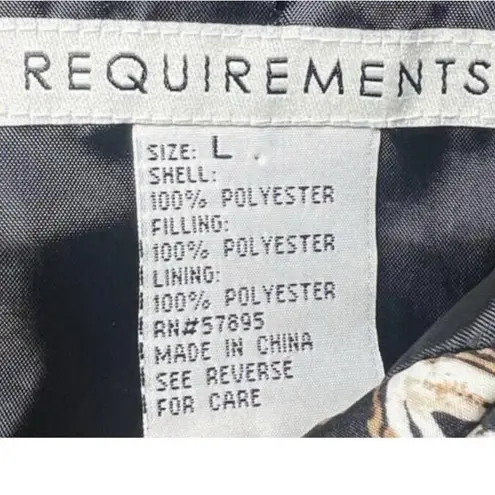 REQUIREMENTS
SIZE: L
SHELL:
100% POLYESTER
FILLING:
100% POLYESTER
LINING:
100% POLYESTER
RN#57895
MADE IN CHINA
SEE REVERSE
FOR CARE